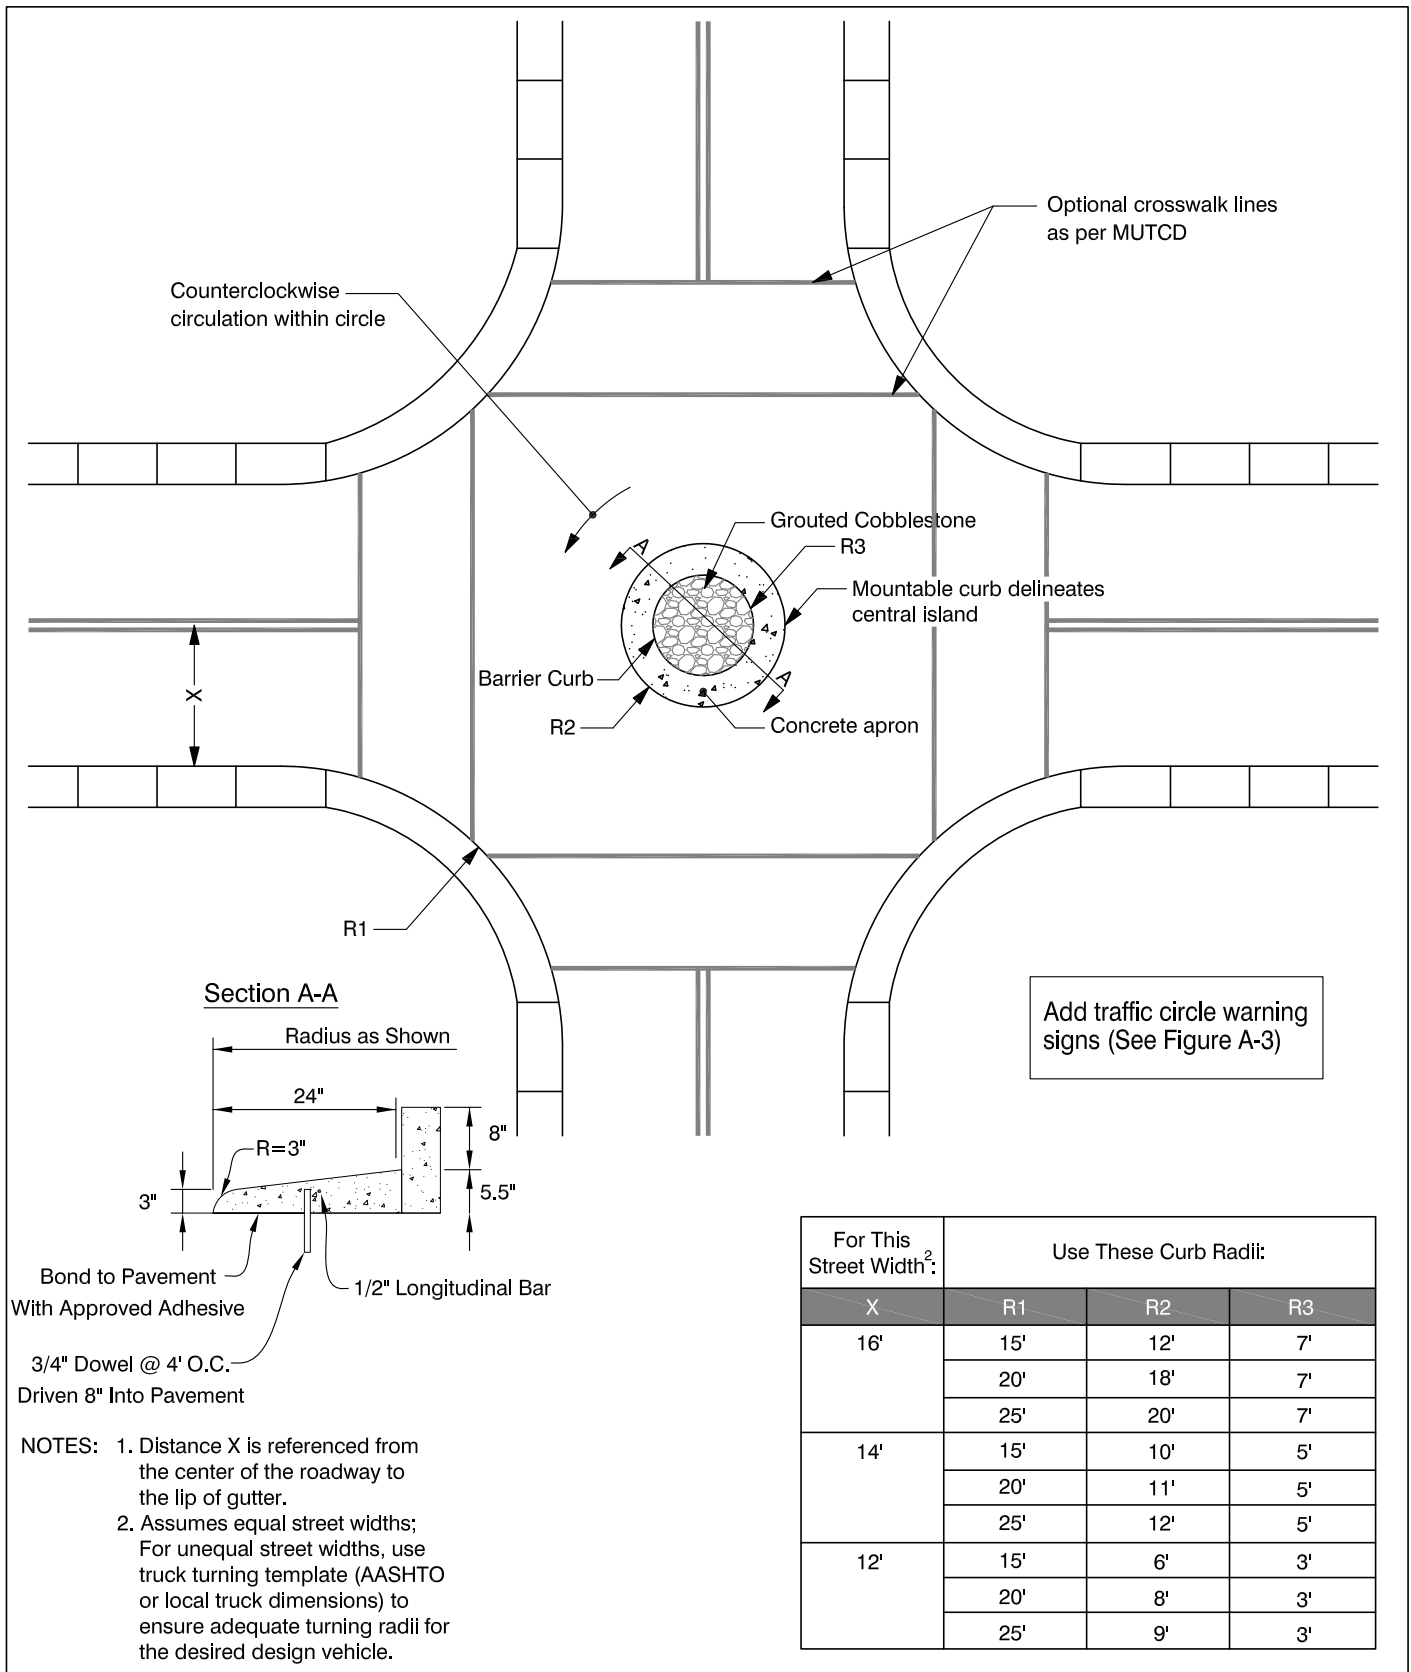 Optional crosswalk lines
as per MUTCD
Counterclockwise
circulation within circle
Grouted Cobblestone
A
R3
Mountable curb delineates
central island
X
Barrier Curb
A
R2
Concrete apron
R1
Section A-A
Radius as Shown
24"
R=3"
8"
3"
5.5"
Bond to Pavement
With Approved Adhesive
1/2" Longitudinal Bar
3/4" Dowel @ 4' O.C.
Driven 8" Into Pavement
Add traffic circle warning
signs (See Figure A-3)
For This
Street Width²:
Use These Curb Radii:
X R1 R2 R3
16' 15' 12' 7'
20' 18' 7'
25' 20' 7'
14' 15' 10' 5'
20' 11' 5'
25' 12' 5'
12' 15' 6' 3'
20' 8' 3'
25' 9' 3'
NOTES: 1. Distance X is referenced from
the center of the roadway to
the lip of gutter.
2. Assumes equal street widths;
For unequal street widths, use
truck turning template (AASHTO
or local truck dimensions) to
ensure adequate turning radii for
the desired design vehicle.